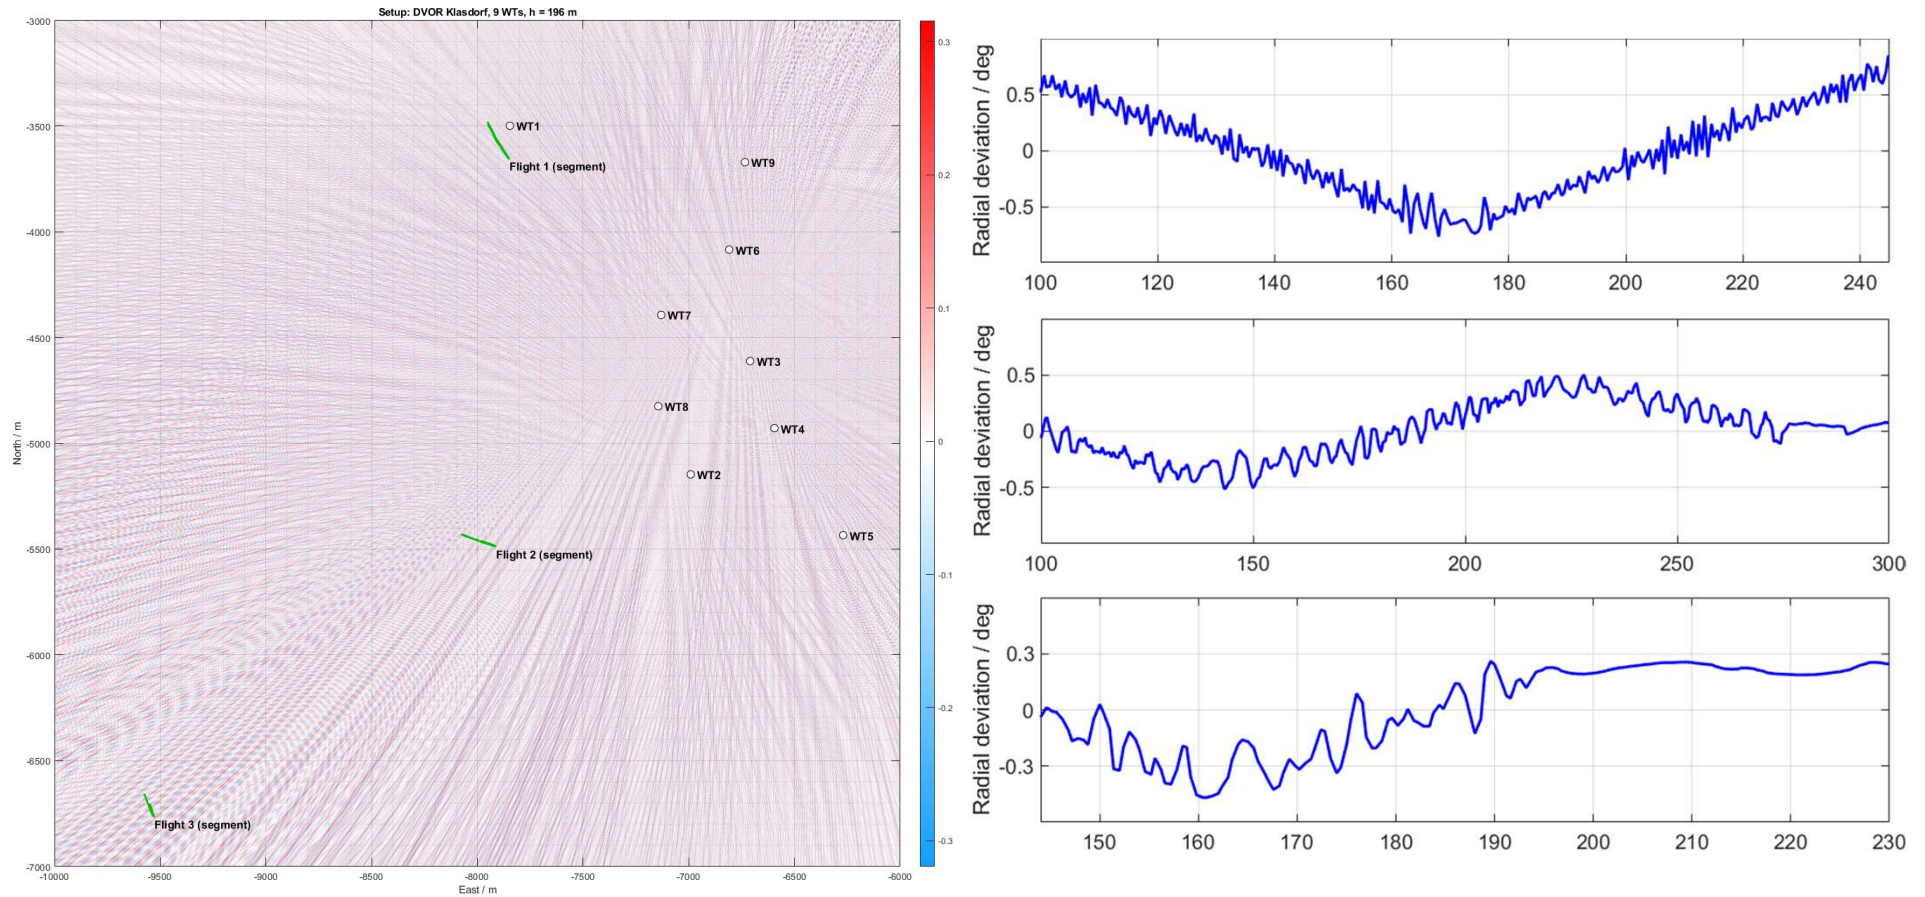 Setup: DVOR Klasdorf, 9 WTs, h = 196 m
North / m
-3000
-3500
-4000
-4500
-5000
-5500
-6000
-6500
-7000
-10000 -9500 -9000 -8500 -8000 -7500 -7000 -6500 -6000
East / m
WT1
Flight 1 (segment)
WT9
WT6
WT7
WT3
WT8
WT4
WT2
WT5
Flight 2 (segment)
Flight 3 (segment)
0.3
0.2
0.1
0
-0.1
-0.2
-0.3
Radial deviation / deg
0.5
0
-0.5
100 120 140 160 180 200 220 240
Radial deviation / deg
0.5
0
-0.5
100 150 200 250 300
Radial deviation / deg
0.3
0
-0.3
150 160 170 180 190 200 210 220 230